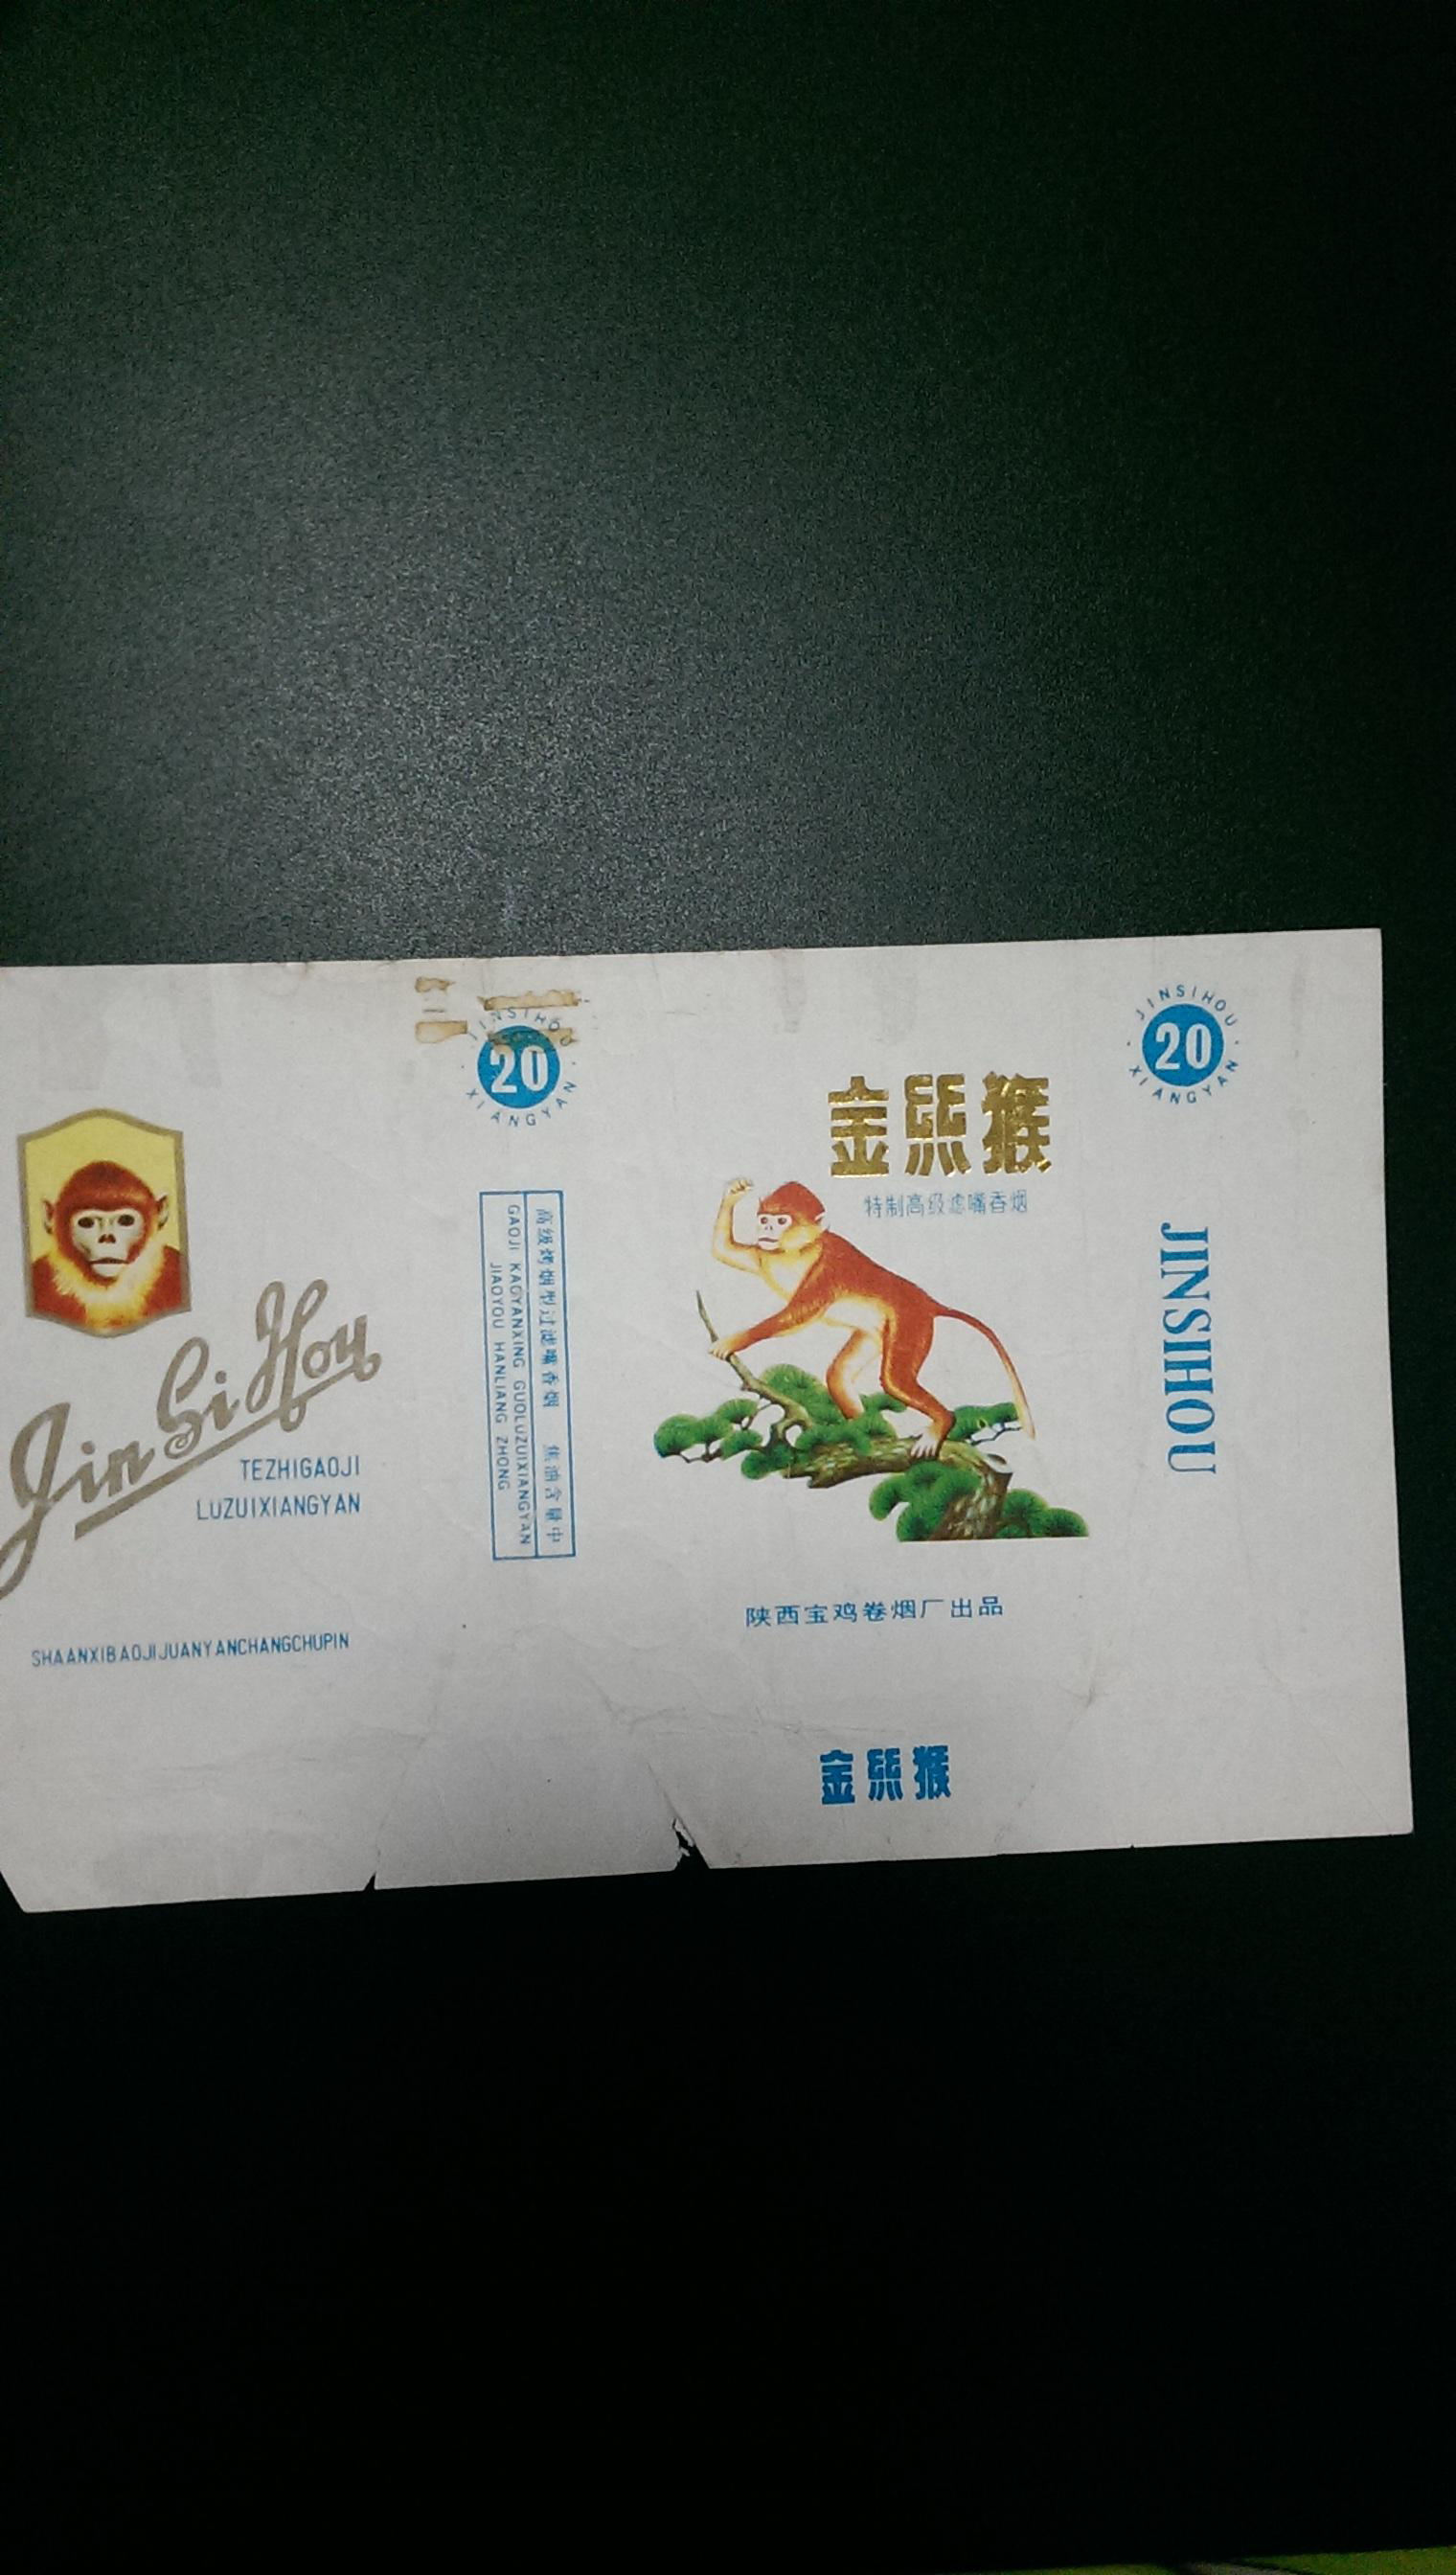 Jin Si Hou
TEZHIGAOJI
LUZUIXIANGYAN
SHAANXIBAOJIJUANYANCHANGCHUPIN
JINSIHOU
20
XIANGYAN
高级烤烟型过滤嘴香烟 焦油含量中
GAOJI KAOYANXING GUOLUZUIXIANGYAN
JIAOYOU HANLIANG ZHONG
金丝猴
特制高级滤嘴香烟
陕西宝鸡卷烟厂出品
金丝猴
JINSIHOU
20
XIANGYAN
JINSIHOU